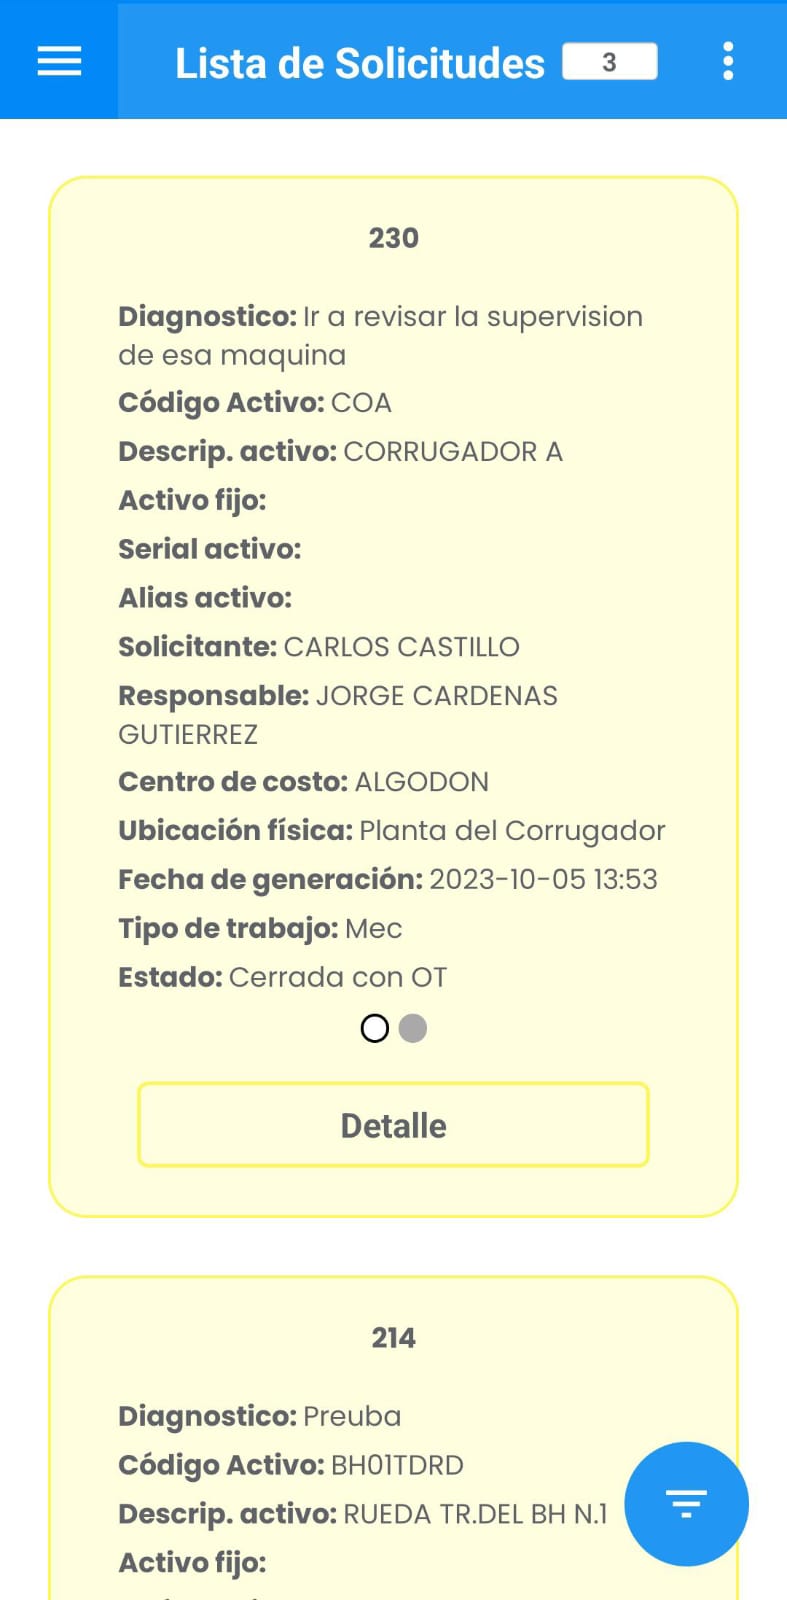 Lista de Solicitudes 3
230
Diagnostico: Ir a revisar la supervision
de esa maquina
Código Activo: COA
Descrip. activo: CORRUGADOR A
Activo fijo:
Serial activo:
Alias activo:
Solicitante: CARLOS CASTILLO
Responsable: JORGE CARDENAS
GUTIERREZ
Centro de costo: ALGODON
Ubicación física: Planta del Corrugador
Fecha de generación: 2023-10-05 13:53
Tipo de trabajo: Mec
Estado: Cerrada con OT
Detalle
214
Diagnostico: Preuba
Código Activo: BH01TDRD
Descrip. activo: RUEDA TR.DEL BH N.1
Activo fijo: